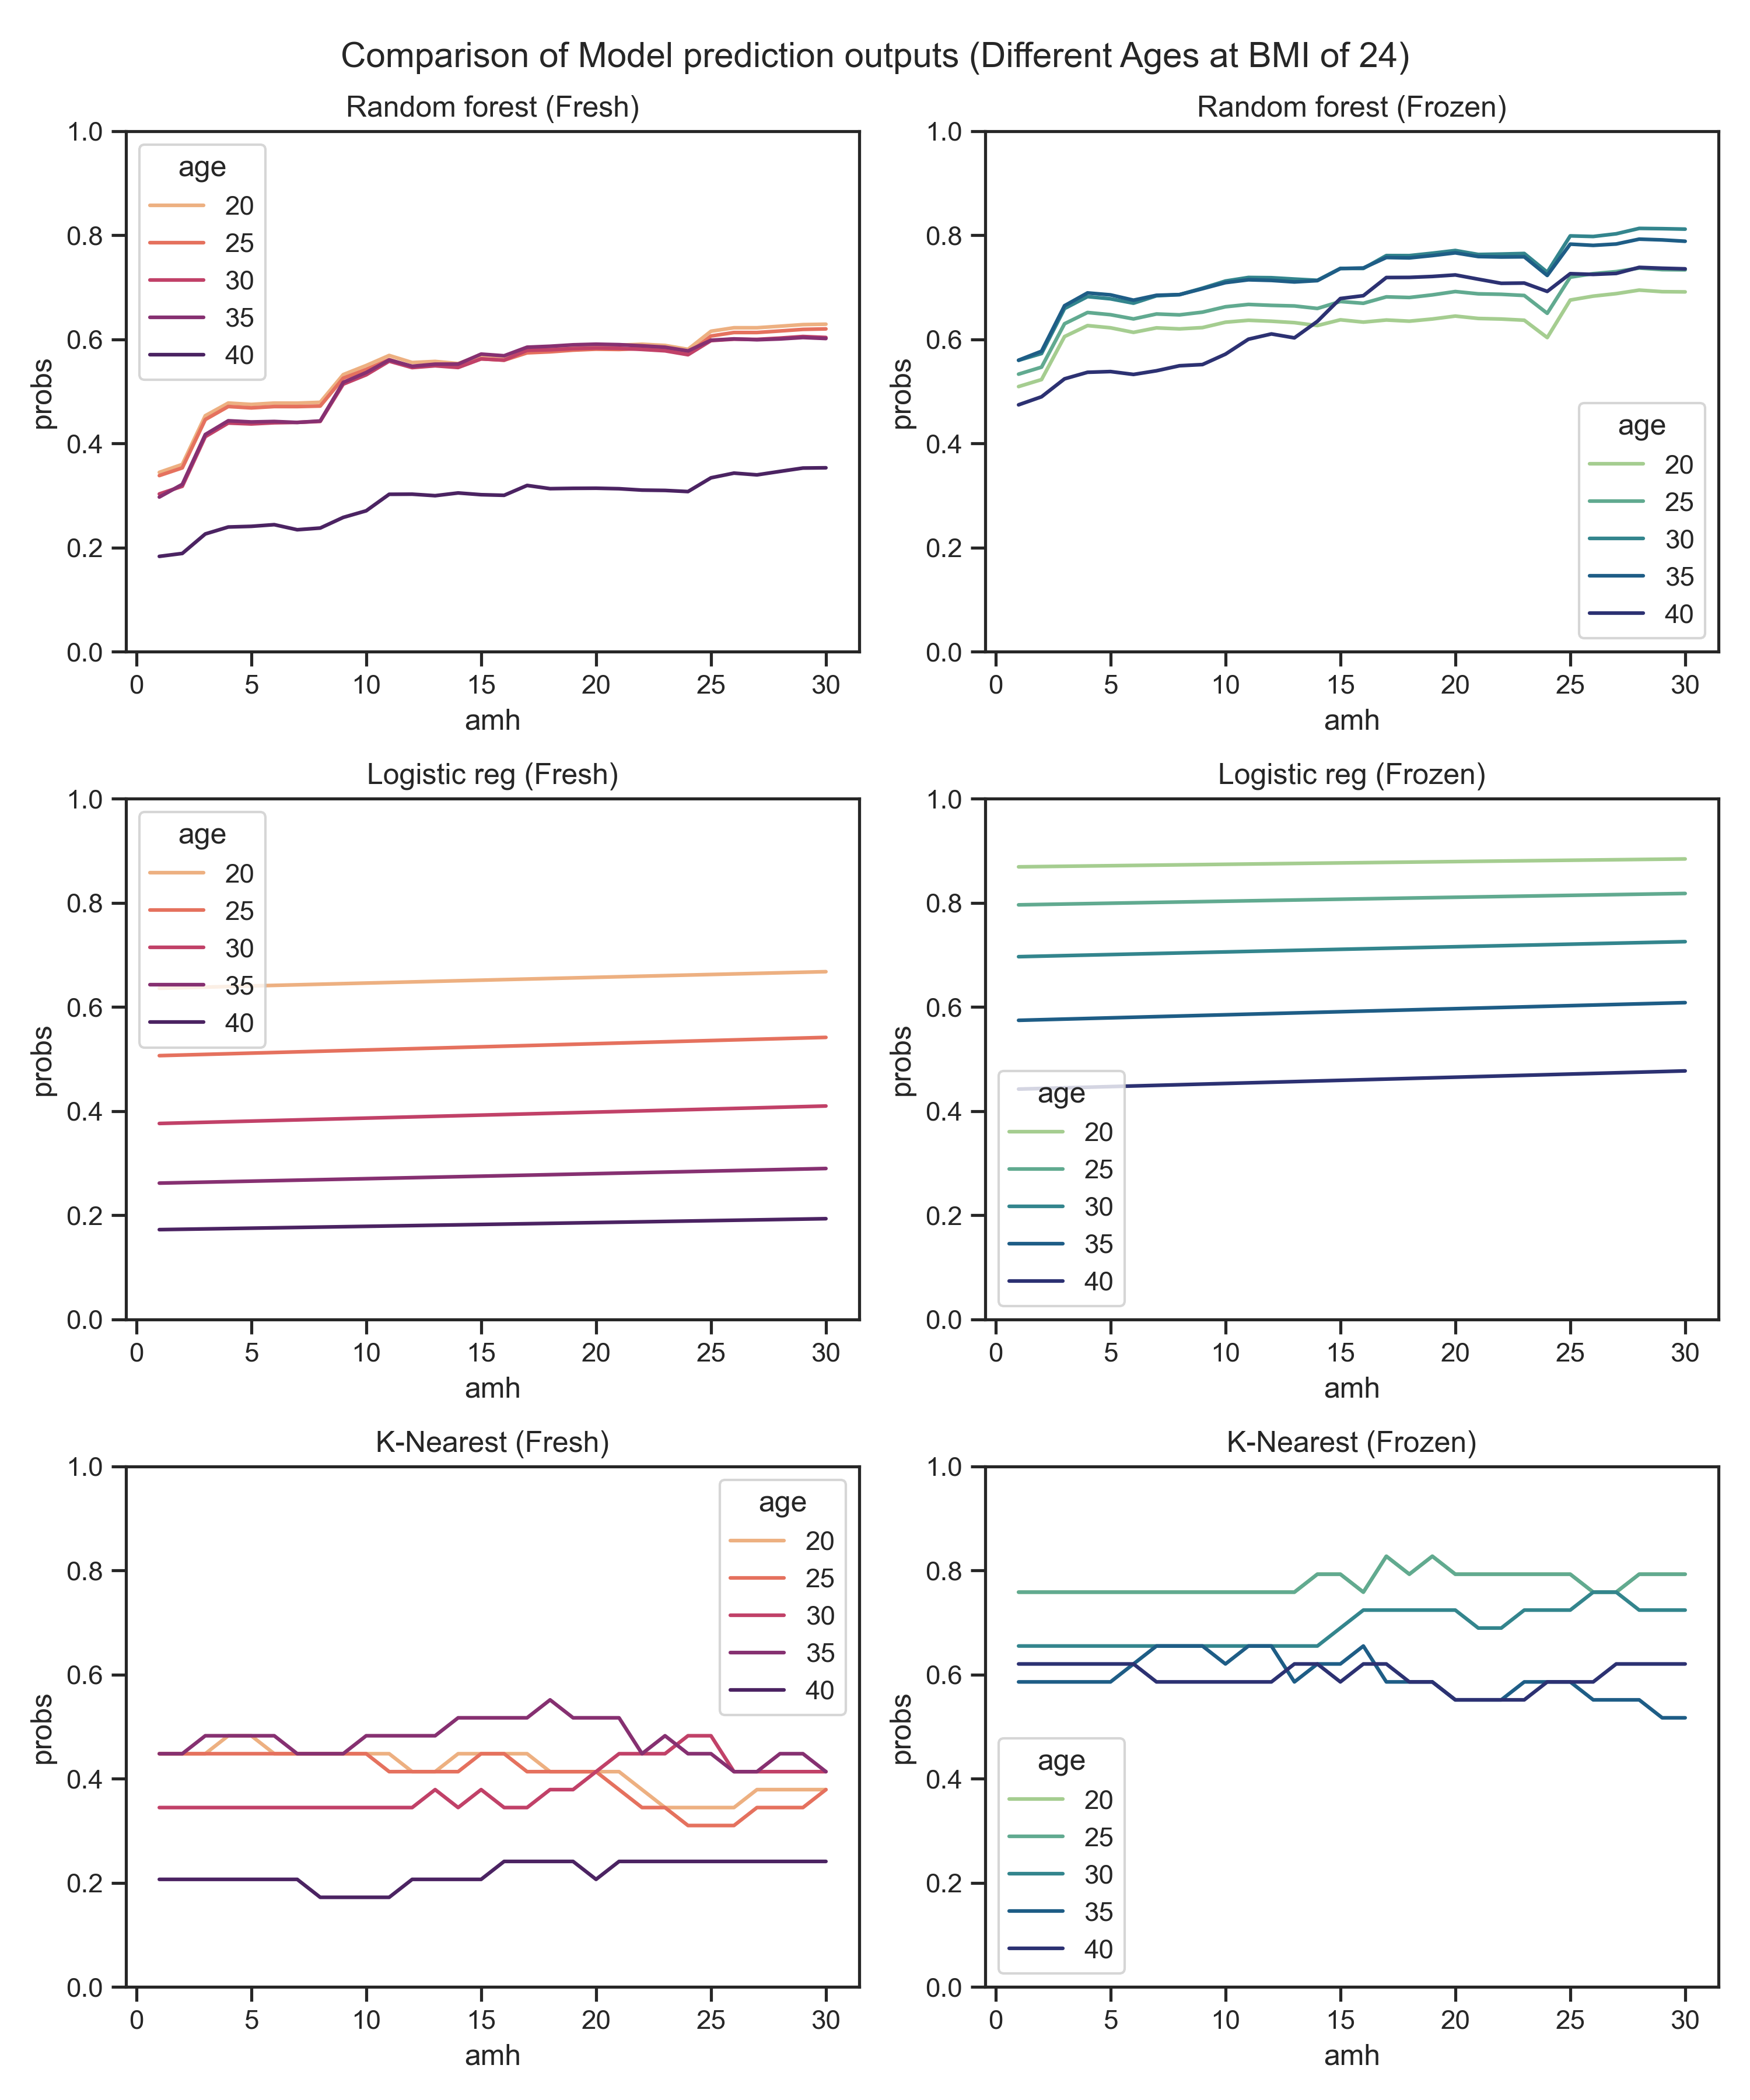 Comparison of Model prediction outputs (Different Ages at BMI of 24)
Random forest (Fresh)
1.0
0.8
0.6
0.4
0.2
0.0
probs
age
20
25
30
35
40
0 5 10 15 20 25 30
amh
Random forest (Frozen)
1.0
0.8
0.6
0.4
0.2
0.0
probs
age
20
25
30
35
40
0 5 10 15 20 25 30
amh
Logistic reg (Fresh)
1.0
0.8
0.6
0.4
0.2
0.0
probs
age
20
25
30
35
40
0 5 10 15 20 25 30
amh
Logistic reg (Frozen)
1.0
0.8
0.6
0.4
0.2
0.0
probs
age
20
25
30
35
40
0 5 10 15 20 25 30
amh
K-Nearest (Fresh)
1.0
0.8
0.6
0.4
0.2
0.0
probs
age
20
25
30
35
40
0 5 10 15 20 25 30
amh
K-Nearest (Frozen)
1.0
0.8
0.6
0.4
0.2
0.0
probs
age
20
25
30
35
40
0 5 10 15 20 25 30
amh